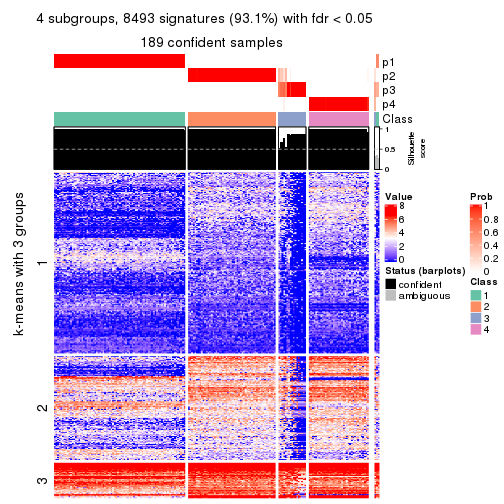 4 subgroups, 8493 signatures (93.1%) with fdr < 0.05
189 confident samples
p1
p2
p3
p4
Class
1
0.5
0
Silhouette
score
k-means with 3 groups
1
2
3
Value
8
6
4
2
0
Status (barplots)
confident
ambiguous
Prob
1
0.8
0.6
0.4
0.2
0
Class
1
2
3
4